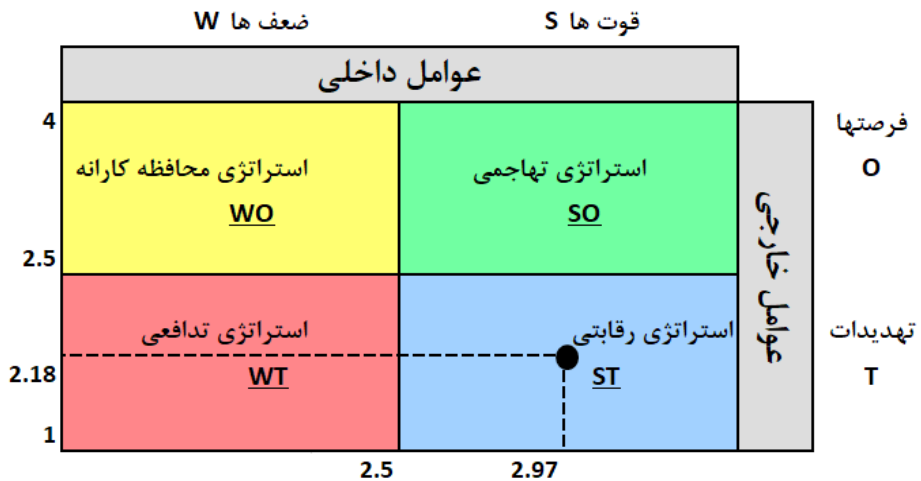 قوت ها S
ضعف ها W
عوامل داخلی
فرصتها
O
تهدیدات
T
عوامل خارجی
استراتژی تهاجمی
SO
استراتژی محافظه کارانه
WO
استراتژی رقابتی
ST
استراتژی تدافعی
WT
4
2.5
2.18
1
2.5
2.97